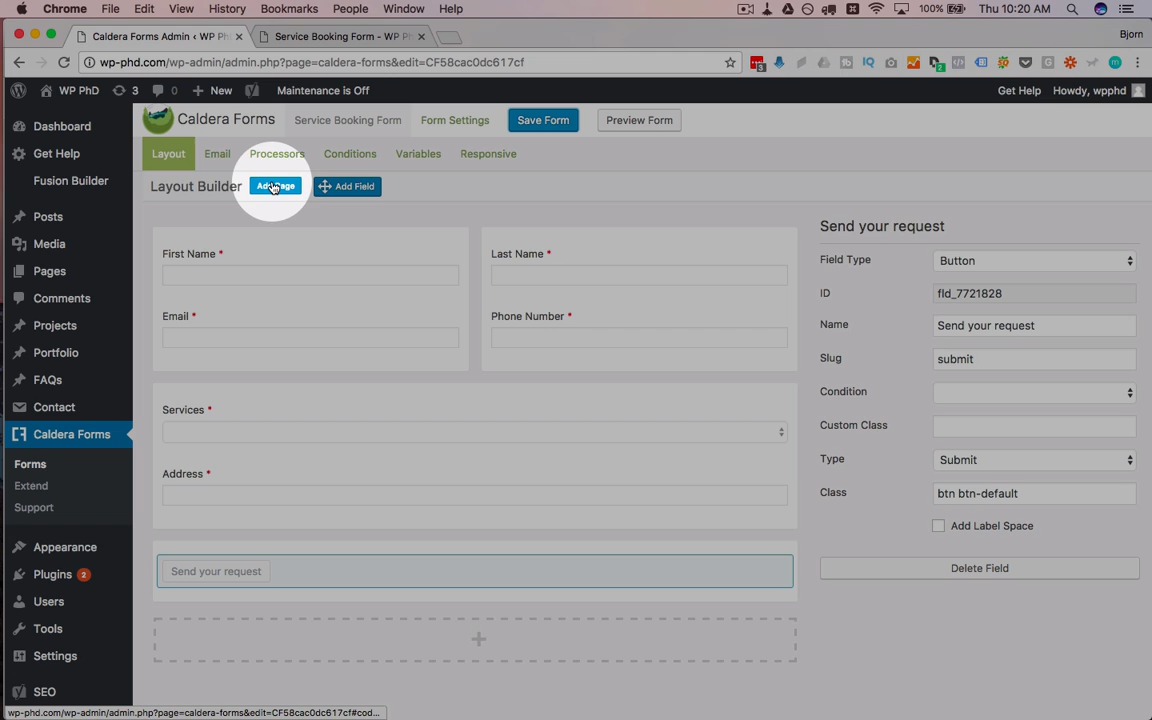 Chrome File Edit View History Bookmarks People Window Help 100% Thu 10:20 AM
Caldera Forms Admin ‹ WP Ph Service Booking Form - WP P Bjorn
wp-phd.com/wp-admin/admin.php?page=caldera-forms&edit=CF58cac0dc617cf
WP PhD 3 0 New Maintenance is Off Get Help Howdy, wpphd
Caldera Forms Service Booking Form Form Settings Save Form Preview Form
Layout Email Processors Conditions Variables Responsive
Layout Builder Add Page Add Field
Dashboard
Get Help
Fusion Builder
Posts
Media
Pages
Comments
Projects
Portfolio
FAQs
Contact
Caldera Forms
Forms
Extend
Support
Appearance
Plugins 2
Users
Tools
Settings
SEO
First Name *
Last Name *
Email *
Phone Number *
Services *
Address *
Send your request
+
Send your request
Field Type Button
ID fld_7721828
Name Send your request
Slug submit
Condition
Custom Class
Type Submit
Class btn btn-default
Add Label Space
Delete Field
wp-phd.com/wp-admin/admin.php?page=caldera-forms&edit=CF58cac0dc617cf#cod...